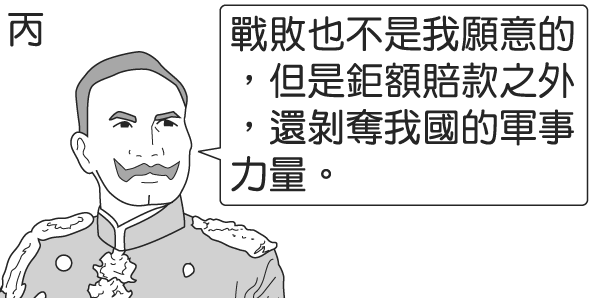 丙
戰敗也不是我願意的
，但是鉅額賠款之外
，還剝奪我國的軍事
力量。